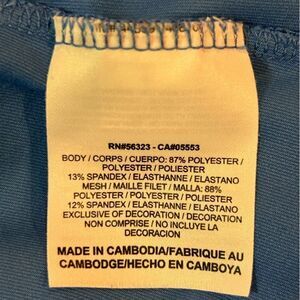 RN#56323 - CA#05553
BODY / CORPS / CUERPO: 87% POLYESTER /
POLYESTER / POLIESTER
13% SPANDEX / ELASTHANNE / ELASTANO
MESH / MAILLE FILET / MALLA: 88%
POLYESTER / POLYESTER / POLIESTER
12% SPANDEX / ELASTHANNE / ELASTANO
EXCLUSIVE OF DECORATION / DECORATION
NON COMPRISE / NO INCLUYE LA
DECORACIÓN
MADE IN CAMBODIA/FABRIQUE AU
CAMBODGE/HECHO EN CAMBOYA